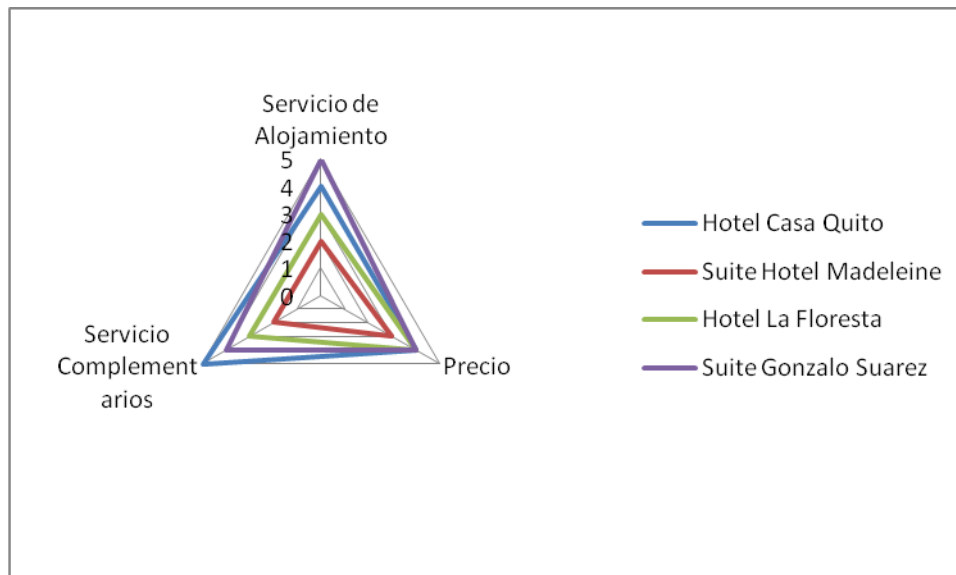 Servicio de
Alojamiento
5
4
3
2
1
0
Servicio
Complement
arios
Precio
Hotel Casa Quito
Suite Hotel Madeleine
Hotel La Floresta
Suite Gonzalo Suarez